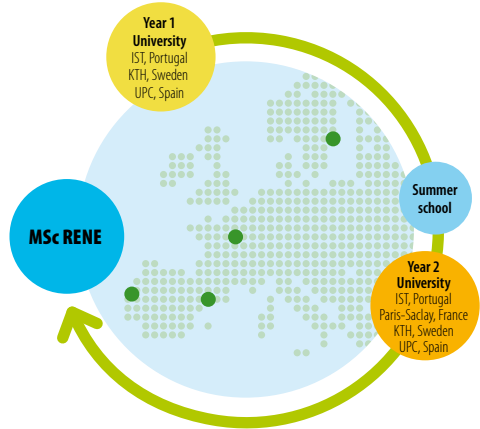 Year 1
University
IST, Portugal
KTH, Sweden
UPC, Spain
Summer
school
MSc RENE
Year 2
University
IST, Portugal
Paris-Saclay, France
KTH, Sweden
UPC, Spain